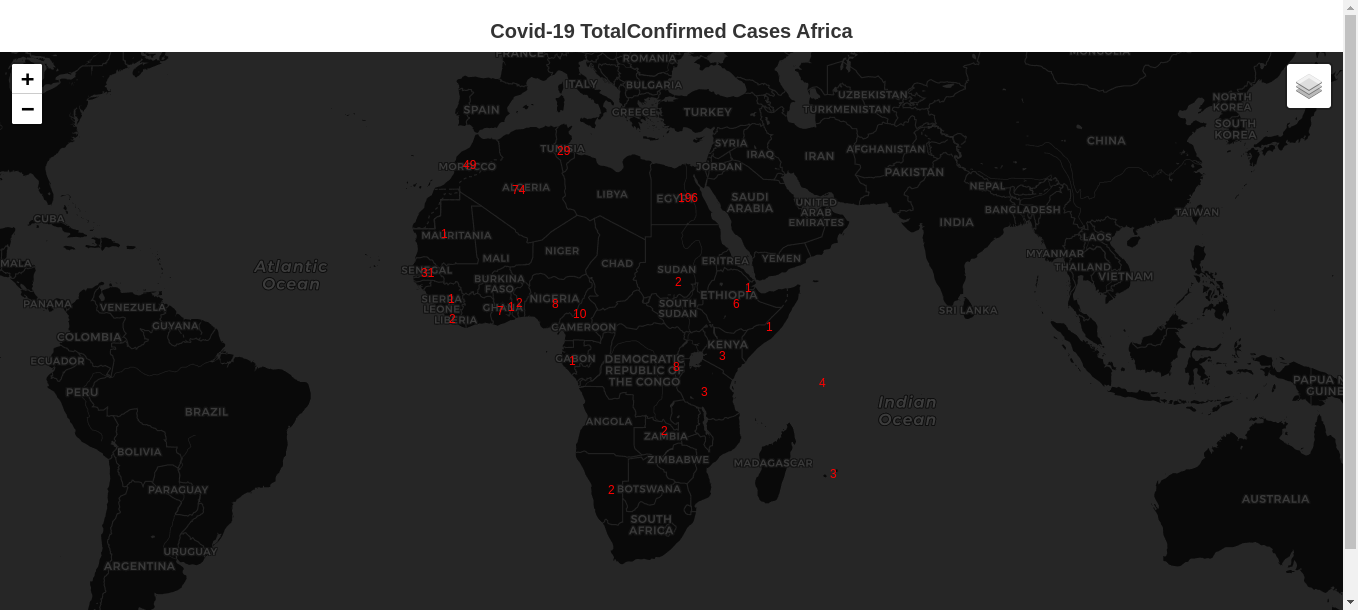 Covid-19 TotalConfirmed Cases Africa
+
−
FRANCE
ROMANIA
MONGOLIA
ITALY
BULGARIA
UZBEKISTAN
NORTH
KOREA
SPAIN
GREECE
TURKEY
TURKMENISTAN
SOUTH
KOREA
TUNISIA
29
SYRIA
IRAQ
IRAN
AFGHANISTAN
CHINA
MOROCCO
49
JORDAN
PAKISTAN
ALGERIA
74
LIBYA
EGYPT
196
SAUDI
ARABIA
UNITED
ARAB
EMIRATES
NEPAL
BANGLADESH
TAIWAN
CUBA
INDIA
MAURITANIA
1
LAOS
MALI
NIGER
CHAD
SUDAN
ERITREA
YEMEN
MYANMAR
THAILAND
VIETNAM
MALA
Atlantic
Ocean
SENEGAL
31
BURKINA
FASO
2
1
ETHIOPIA
6
PANAMA
VENEZUELA
GUYANA
SIERRA
LEONE
1
LIBERIA
2
GHANA
7
1
2
NIGERIA
8
10
CAMEROON
SOUTH
SUDAN
1
SRI LANKA
COLOMBIA
ECUADOR
GABON
1
DEMOCRATIC
REPUBLIC OF
THE CONGO
KENYA
3
3
4
PAPUA N
GUINE
PERU
BRAZIL
Indian
Ocean
ANGOLA
2
ZAMBIA
BOLIVIA
ZIMBABWE
MADAGASCAR
3
PARAGUAY
2
BOTSWANA
AUSTRALIA
SOUTH
AFRICA
URUGUAY
ARGENTINA